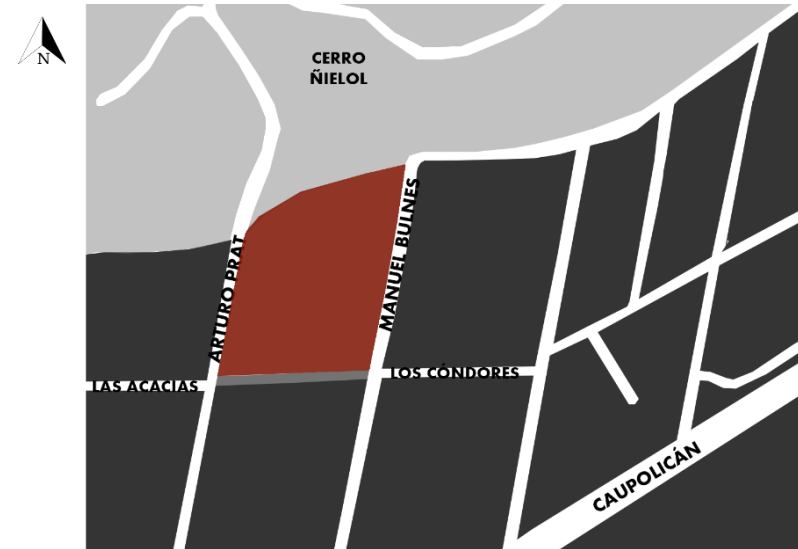 N
CERRO
ÑIELOL
ARTURO PRAT
MANUEL BULNES
LAS ACACIAS
LOS CÓNDORES
CAUPOLICÁN